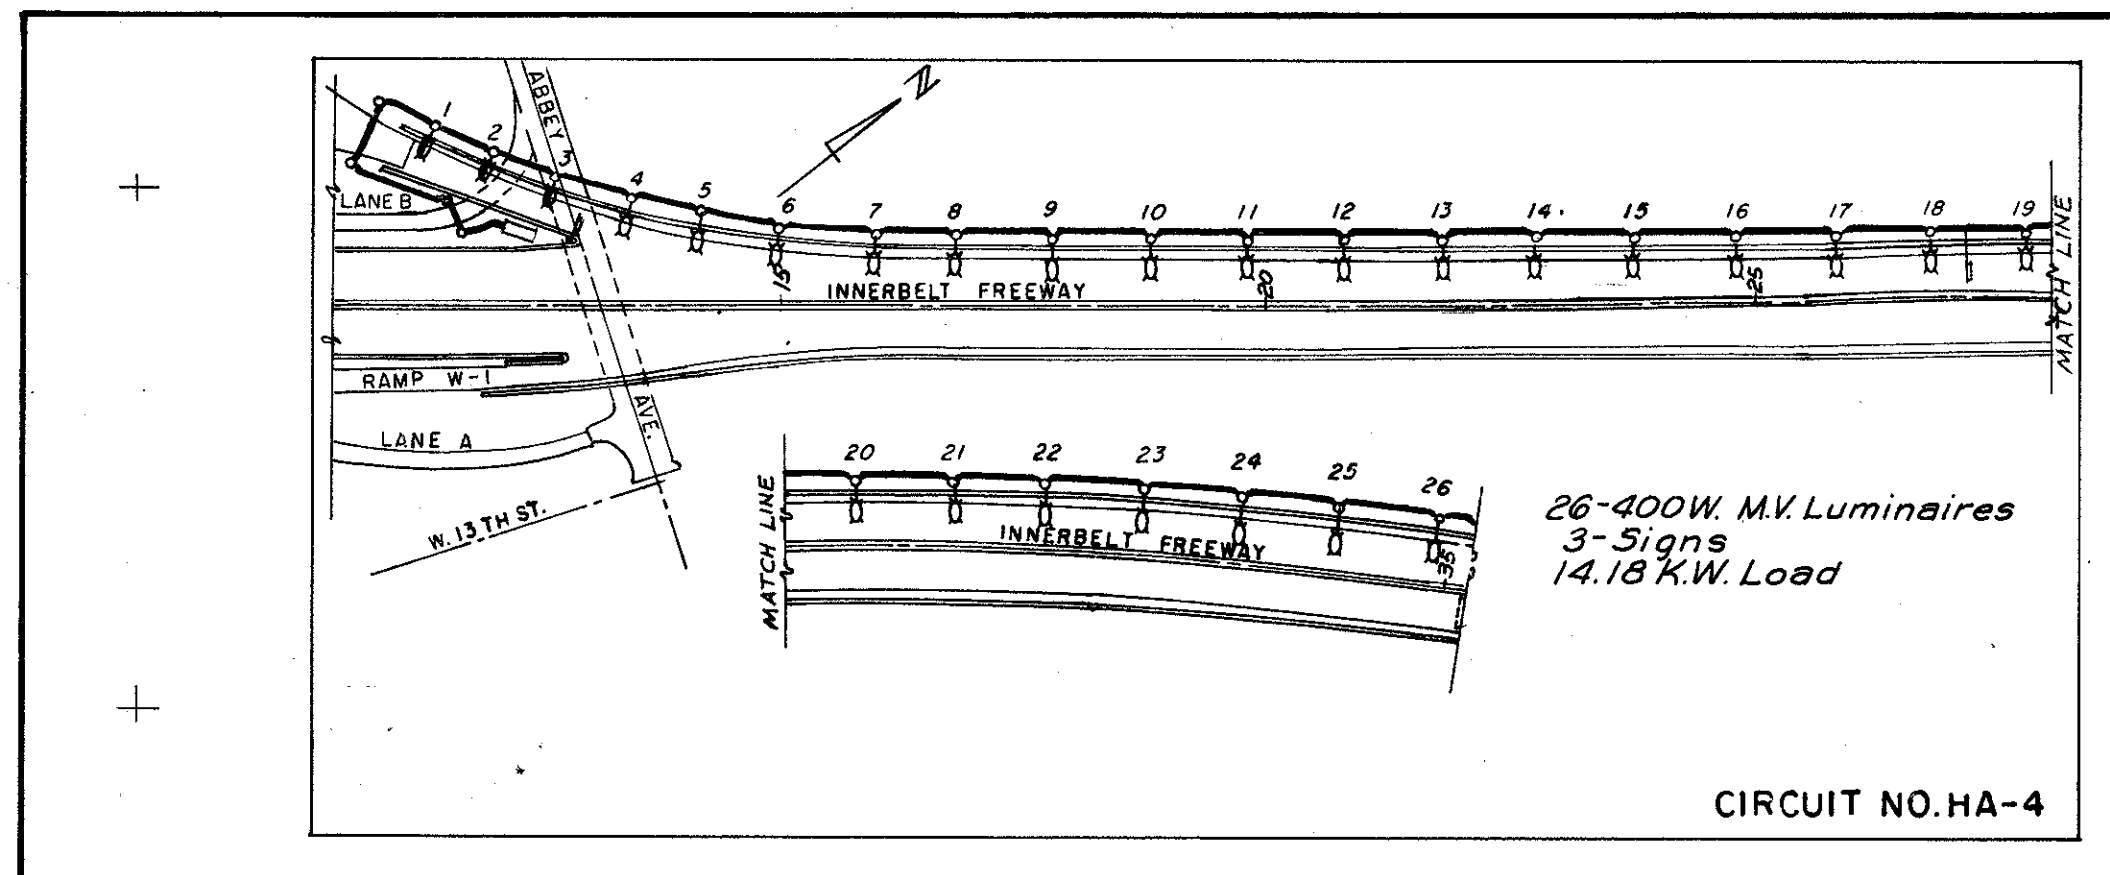 N
ABBEY
1
2
3
4
5
6
7
8
9
10
11
12
13
14
15
16
17
18
19
LANE B
15
20
25
INNERBELT FREEWAY
MATCH LINE
RAMP W-1
AVE.
LANE A
W. 13TH ST.
20
21
22
23
24
25
26
MATCH LINE
INNERBELT FREEWAY
35
26-400W. M.V. Luminaires
3-Signs
14.18 K.W. Load
CIRCUIT NO. HA-4